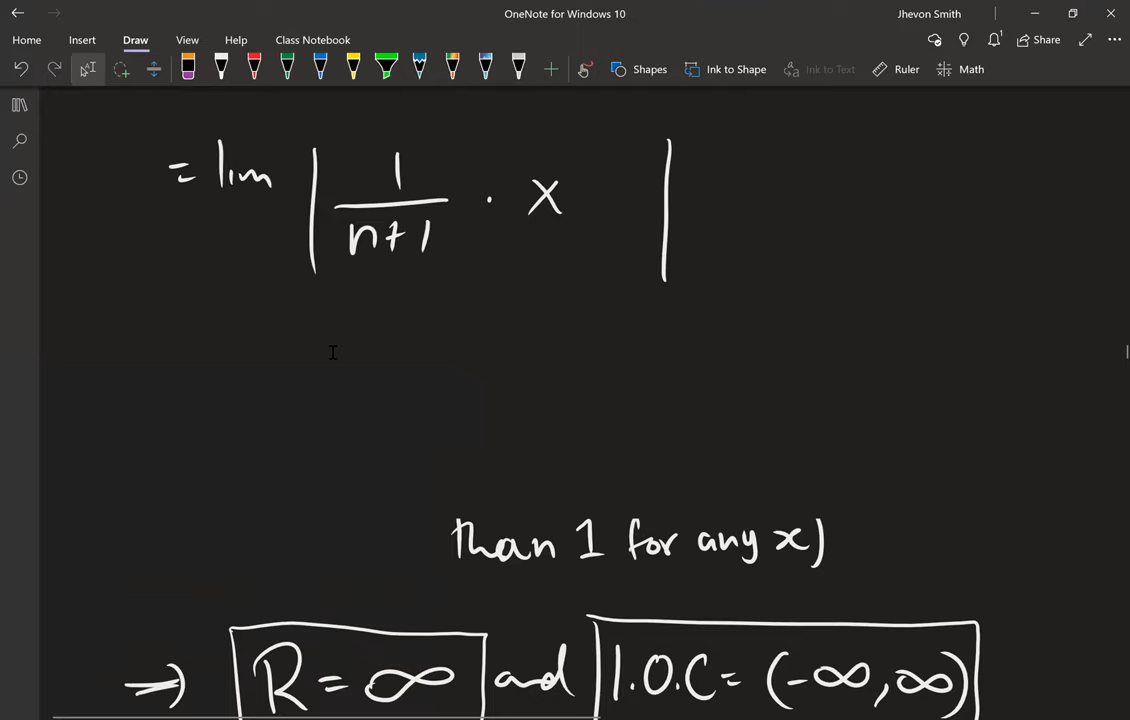 OneNote for Windows 10
Jhevon Smith
Home Insert Draw View Help Class Notebook
1
Share
Shapes Ink to Shape Ink to Text Ruler Math
= lim | 1/(n+1) · x |
than 1 for any x)
→ R = ∞ and I.O.C = (-∞, ∞)